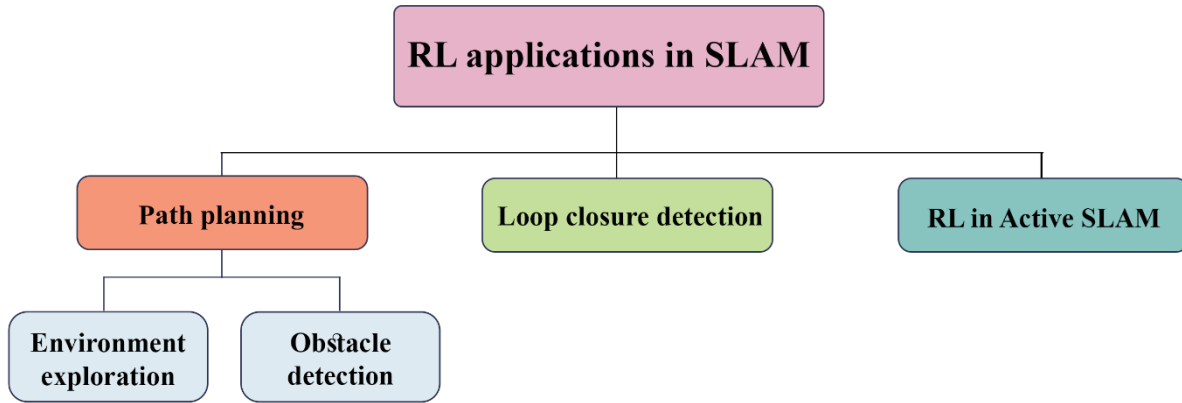 RL applications in SLAM
Path planning
Loop closure detection
RL in Active SLAM
Environment
exploration
Obstacle
detection